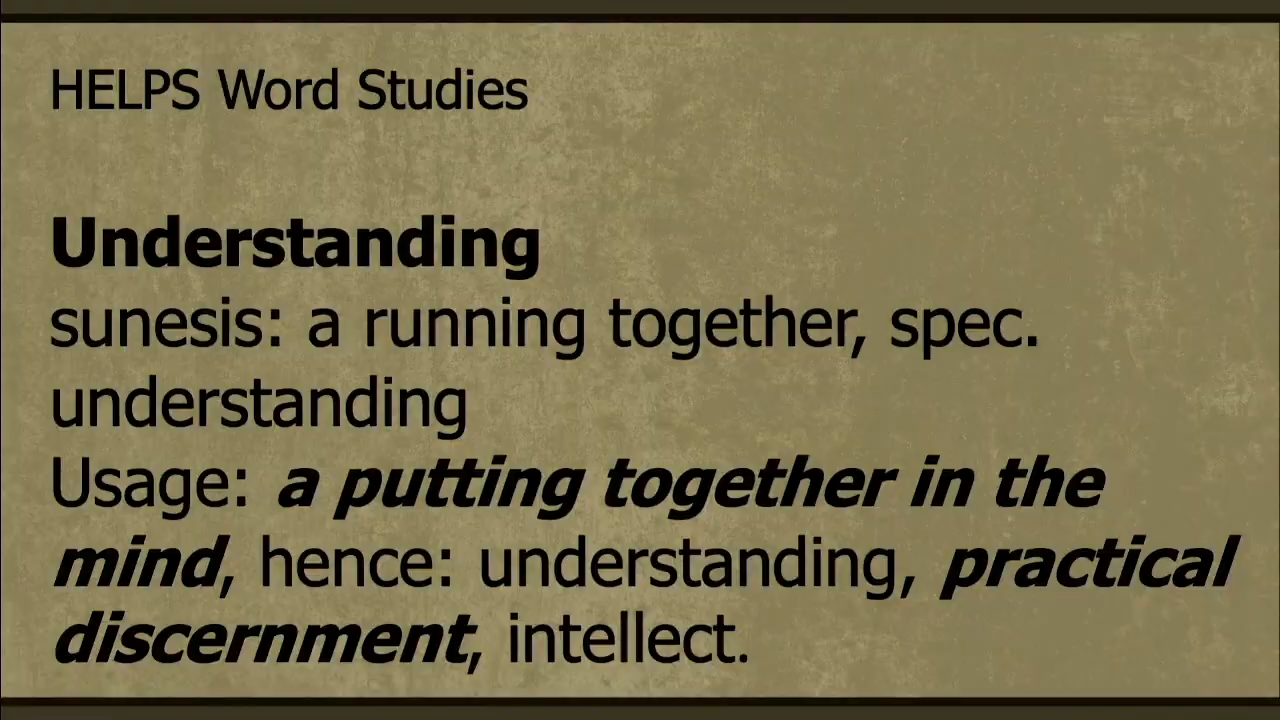 HELPS Word Studies
Understanding
sunesis: a running together, spec.
understanding
Usage: a putting together in the
mind, hence: understanding, practical
discernment, intellect.